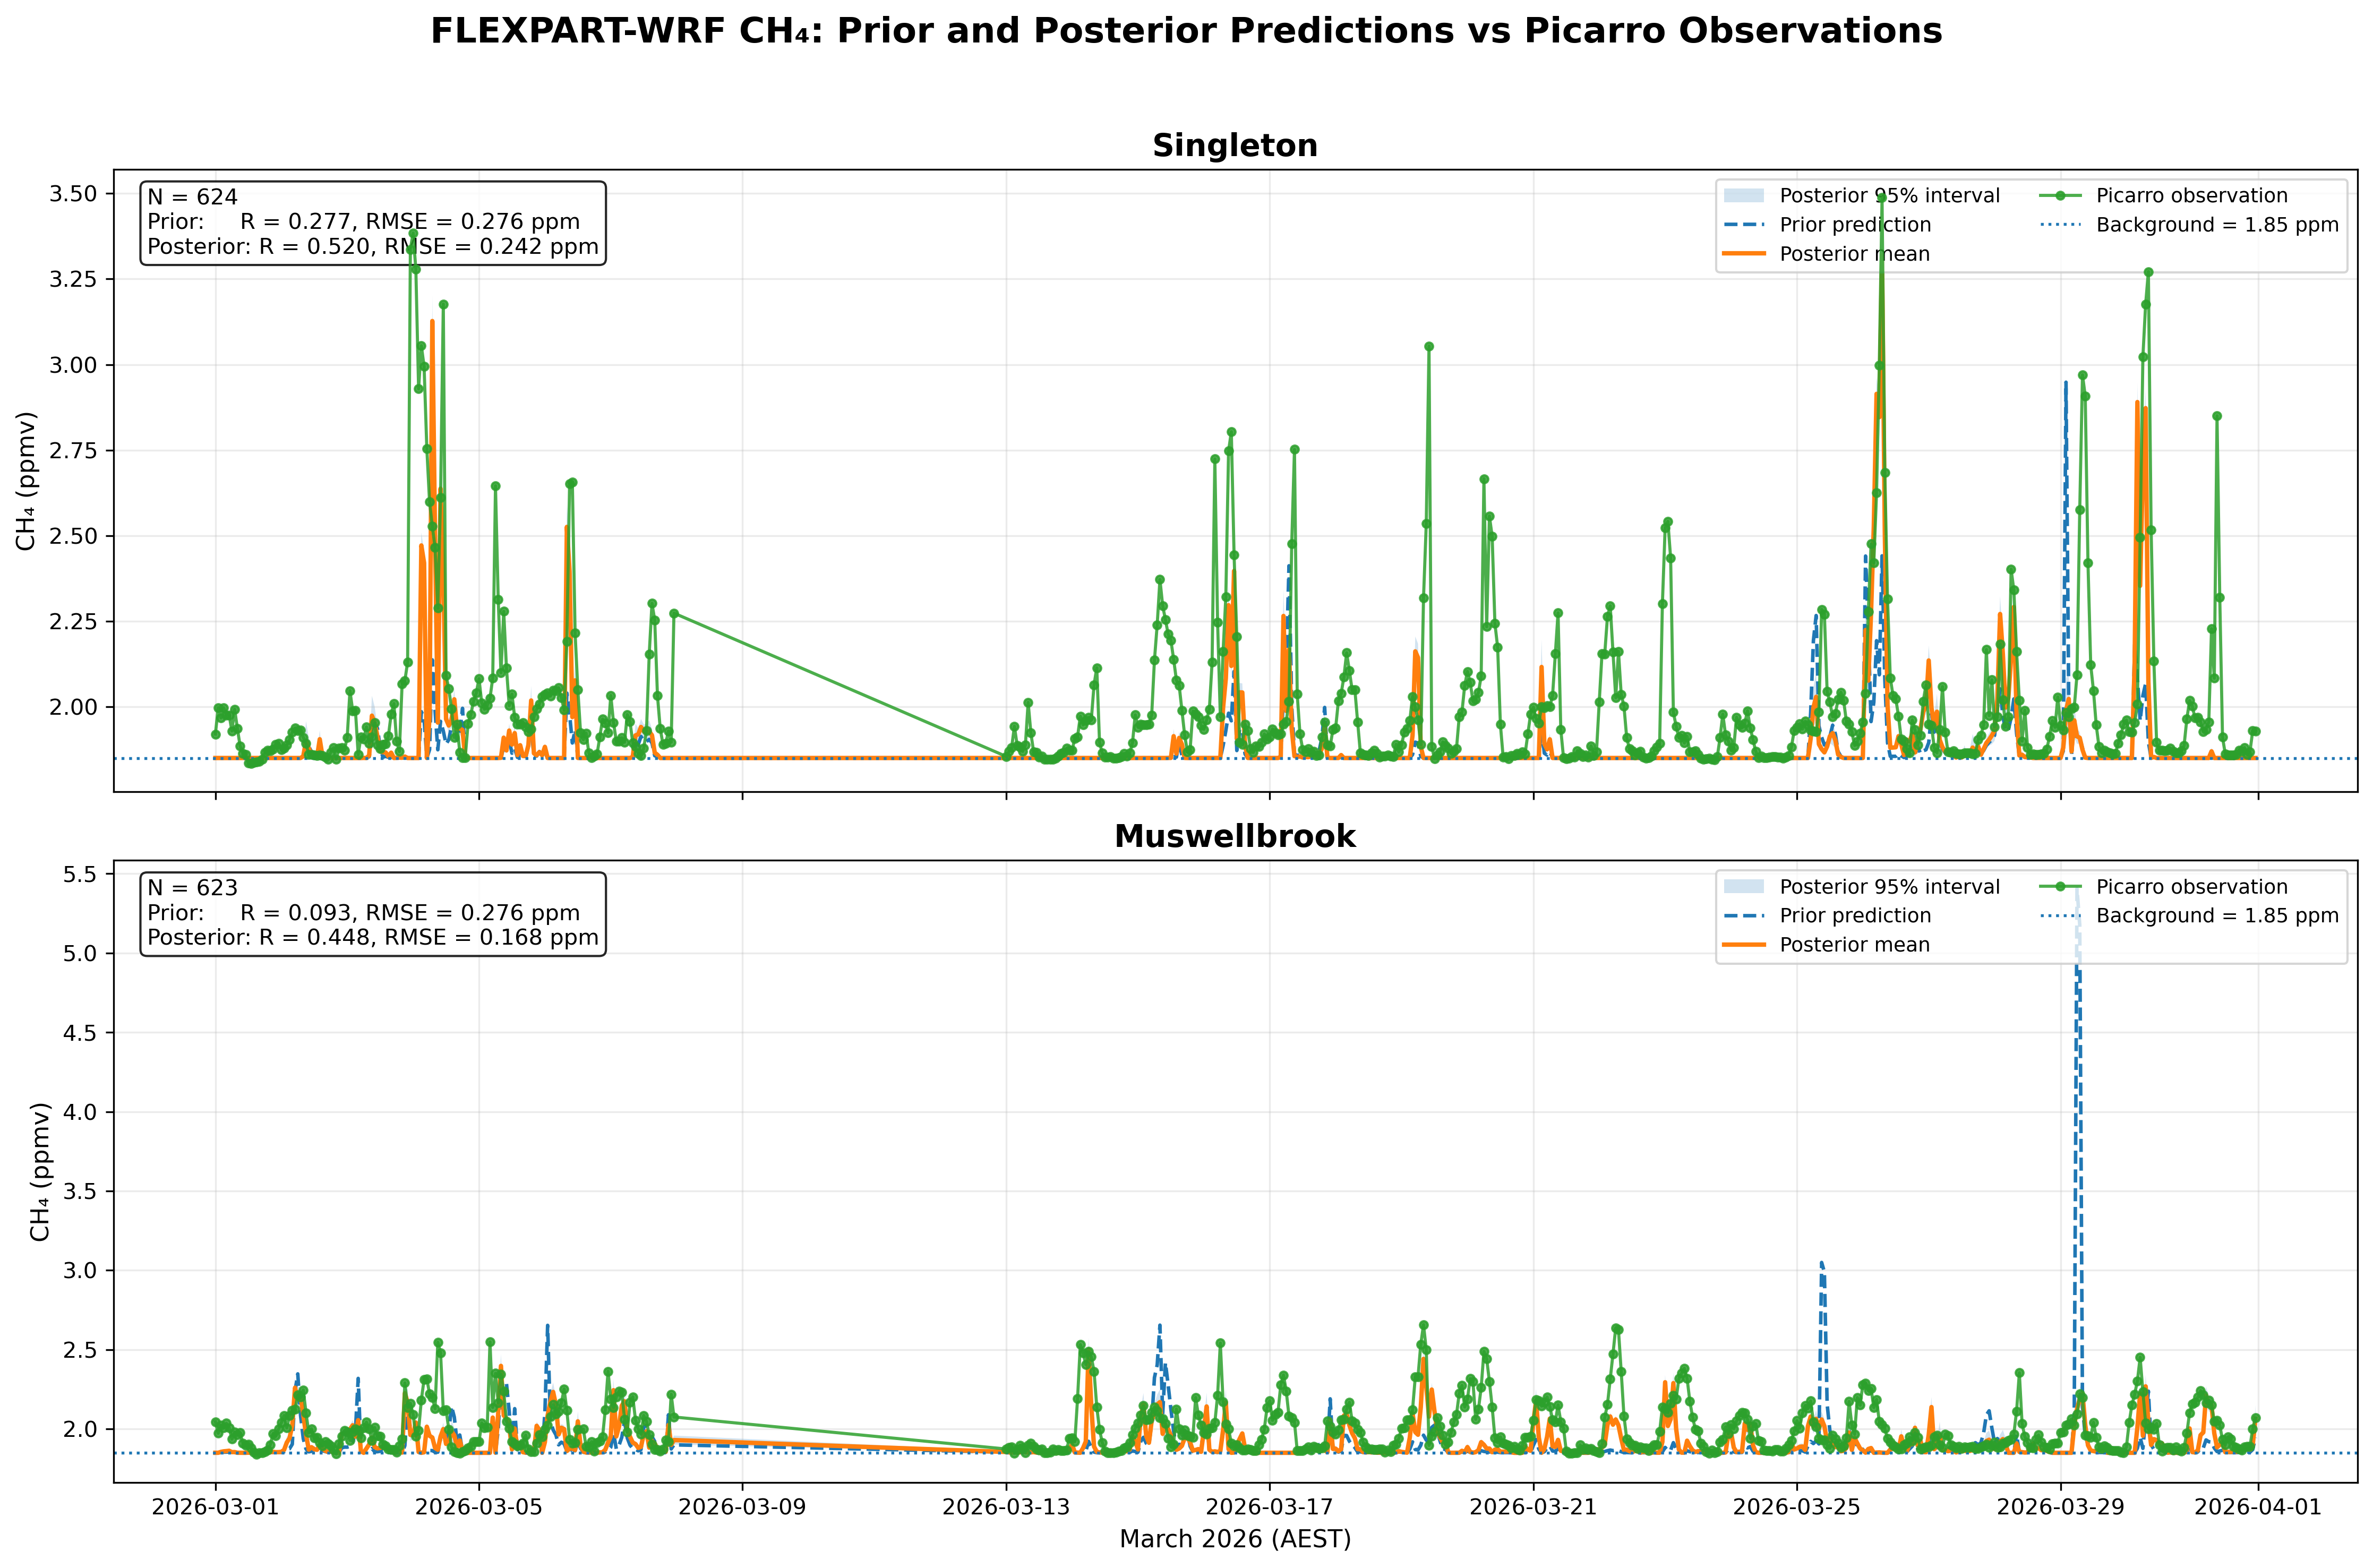 FLEXPART-WRF CH₄: Prior and Posterior Predictions vs Picarro Observations
Singleton
N = 624
Prior: R = 0.277, RMSE = 0.276 ppm
Posterior: R = 0.520, RMSE = 0.242 ppm
Posterior 95% interval
Prior prediction
Posterior mean
Picarro observation
Background = 1.85 ppm
CH₄ (ppmv)
3.50
3.25
3.00
2.75
2.50
2.25
2.00
Muswellbrook
N = 623
Prior: R = 0.093, RMSE = 0.276 ppm
Posterior: R = 0.448, RMSE = 0.168 ppm
Posterior 95% interval
Prior prediction
Posterior mean
Picarro observation
Background = 1.85 ppm
CH₄ (ppmv)
5.5
5.0
4.5
4.0
3.5
3.0
2.5
2.0
2026-03-01 2026-03-05 2026-03-09 2026-03-13 2026-03-17 2026-03-21 2026-03-25 2026-03-29 2026-04-01
March 2026 (AEST)